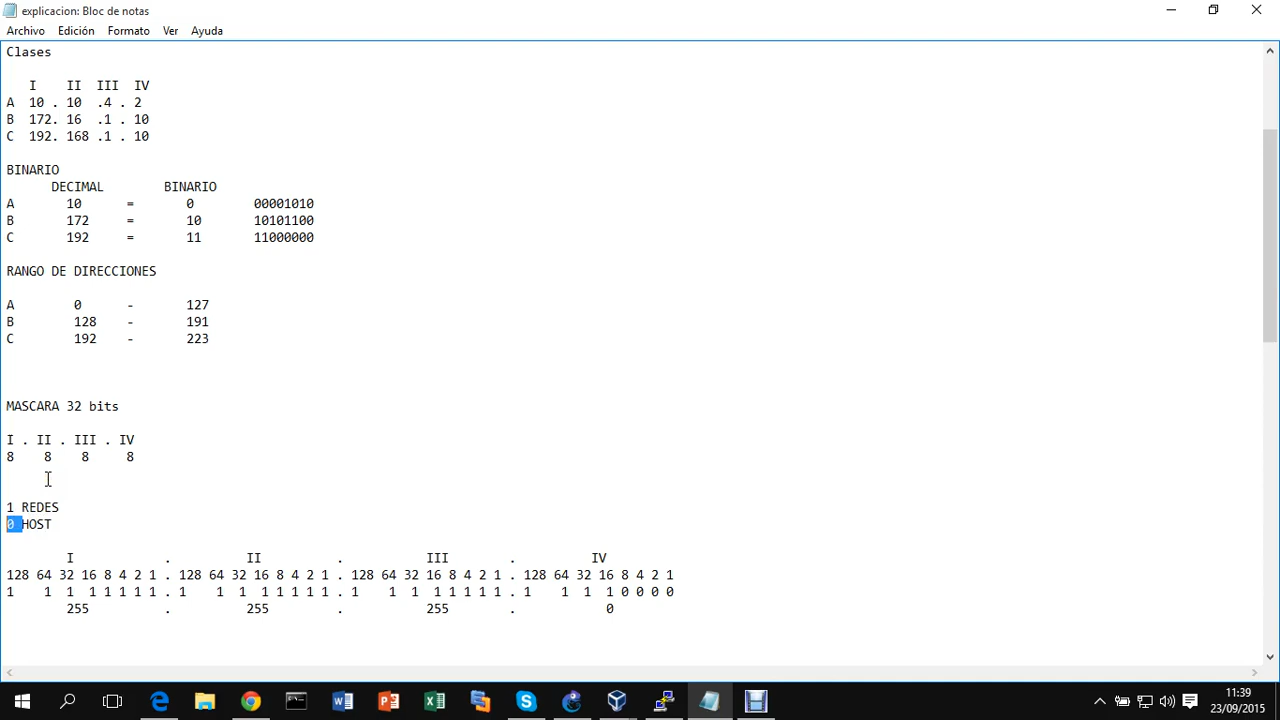 explicacion: Bloc de notas
Archivo Edición Formato Ver Ayuda
Clases
I II III IV
A 10 . 10 .4 . 2
B 172. 16 .1 . 10
C 192. 168 .1 . 10
BINARIO
DECIMAL BINARIO
A 10 = 0 00001010
B 172 = 10 10101100
C 192 = 11 11000000
RANGO DE DIRECCIONES
A 0 - 127
B 128 - 191
C 192 - 223
MASCARA 32 bits
I . II . III . IV
8 8 8 8
1 REDES
0 HOST
I . II . III . IV
128 64 32 16 8 4 2 1 . 128 64 32 16 8 4 2 1 . 128 64 32 16 8 4 2 1 . 128 64 32 16 8 4 2 1
1 1 1 1 1 1 1 1 . 1 1 1 1 1 1 1 1 . 1 1 1 1 1 1 1 1 . 1 1 1 1 0 0 0 0
255 . 255 . 255 . 0
11:39
23/09/2015